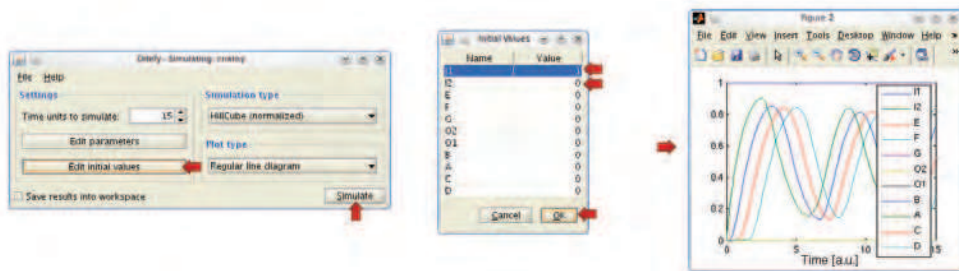 Odefy - Simulating: cnatoy
File Help
Settings
Time units to simulate: 15
Edit parameters
Edit initial values
Save results into workspace
Simulation type
HillCube (normalized)
Plot type
Regular line diagram
Simulate
Initial Values
Name Value
I1 1
I2 0
E 0
F 0
G 0
O2 0
O1 0
B 0
A 0
C 0
D 0
Cancel OK
Figure 2
File Edit View Insert Tools Desktop Window Help
1
0.8
0.6
0.4
0.2
0
0 5 10 15
Time [a.u.]
I1
I2
E
F
G
O2
O1
B
A
C
D